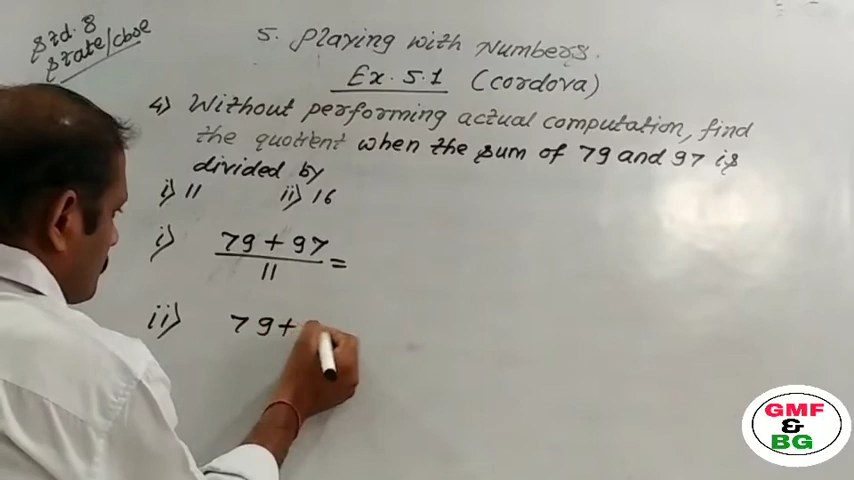 Std. 8
State/cbse
5. Playing with Numbers.
Ex. 5.1 (Cordova)
4) Without performing actual computation, find
the quotient when the sum of 79 and 97 is
divided by
i) 11 ii) 16
i) 79 + 97 =
11
ii) 79+
GMF
&
BG